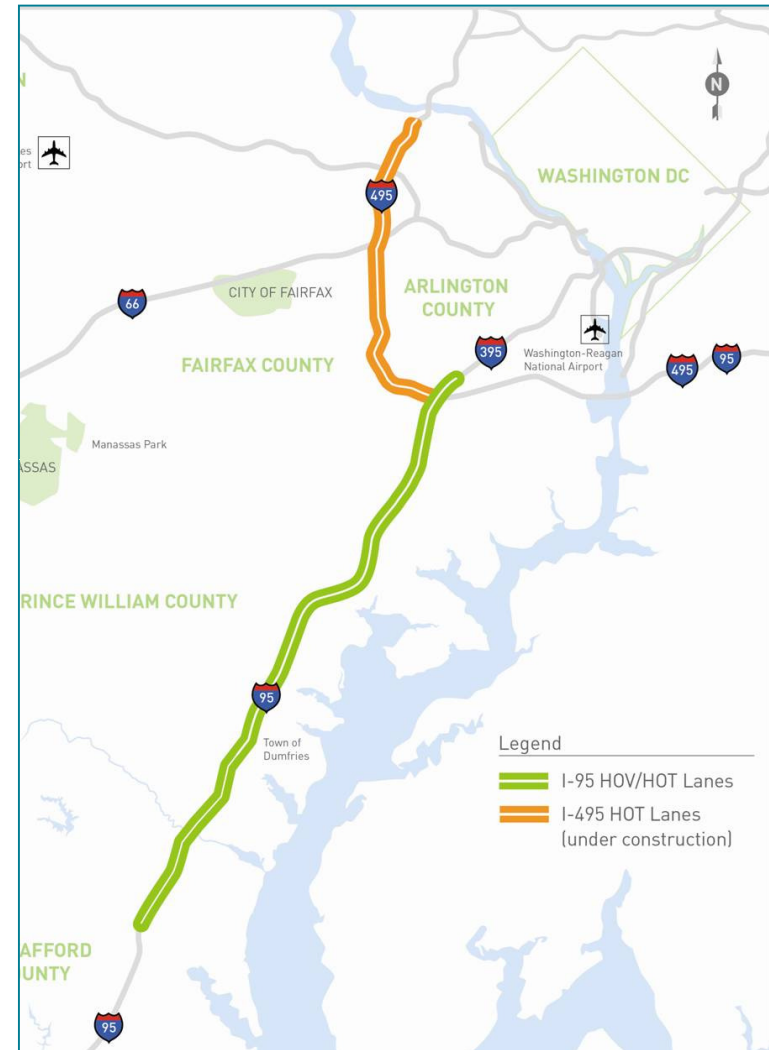 N
WASHINGTON DC
495
ARLINGTON
COUNTY
CITY OF FAIRFAX
66
395
Washington-Reagan
National Airport
495
95
FAIRFAX COUNTY
Manassas Park
ASSAS
RINCE WILLIAM COUNTY
95
Town of
Dumfries
Legend
I-95 HOV/HOT Lanes
I-495 HOT Lanes
(under construction)
AFFORD
UNTY
95